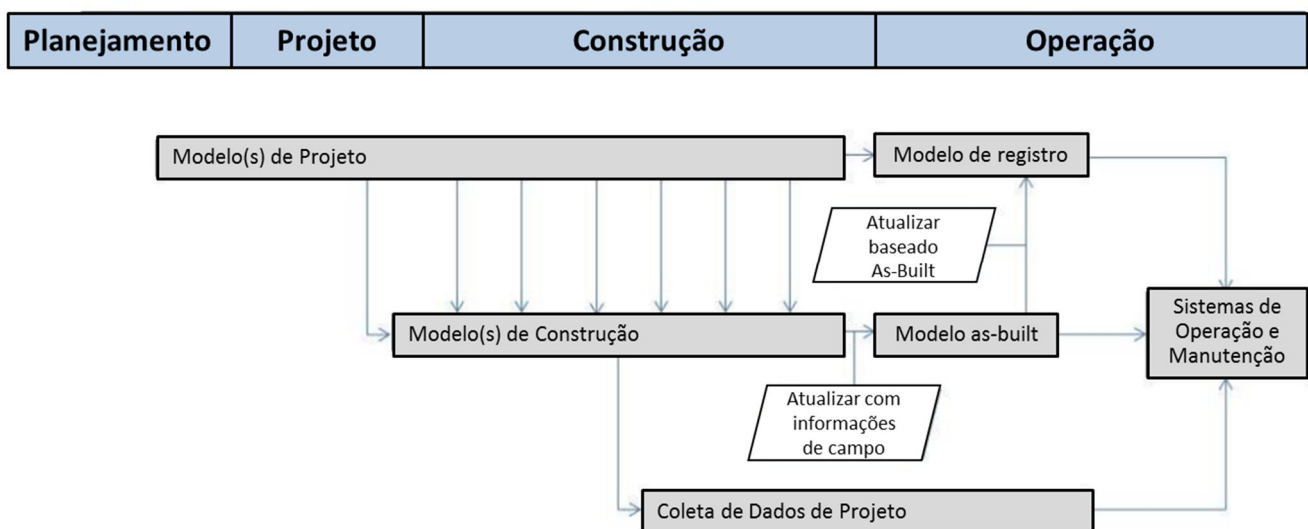 Planejamento
Projeto
Construção
Operação
Modelo(s) de Projeto
Modelo de registro
Atualizar
baseado
As-Built
Modelo(s) de Construção
Modelo as-built
Sistemas de
Operação e
Manutenção
Atualizar com
informações
de campo
Coleta de Dados de Projeto